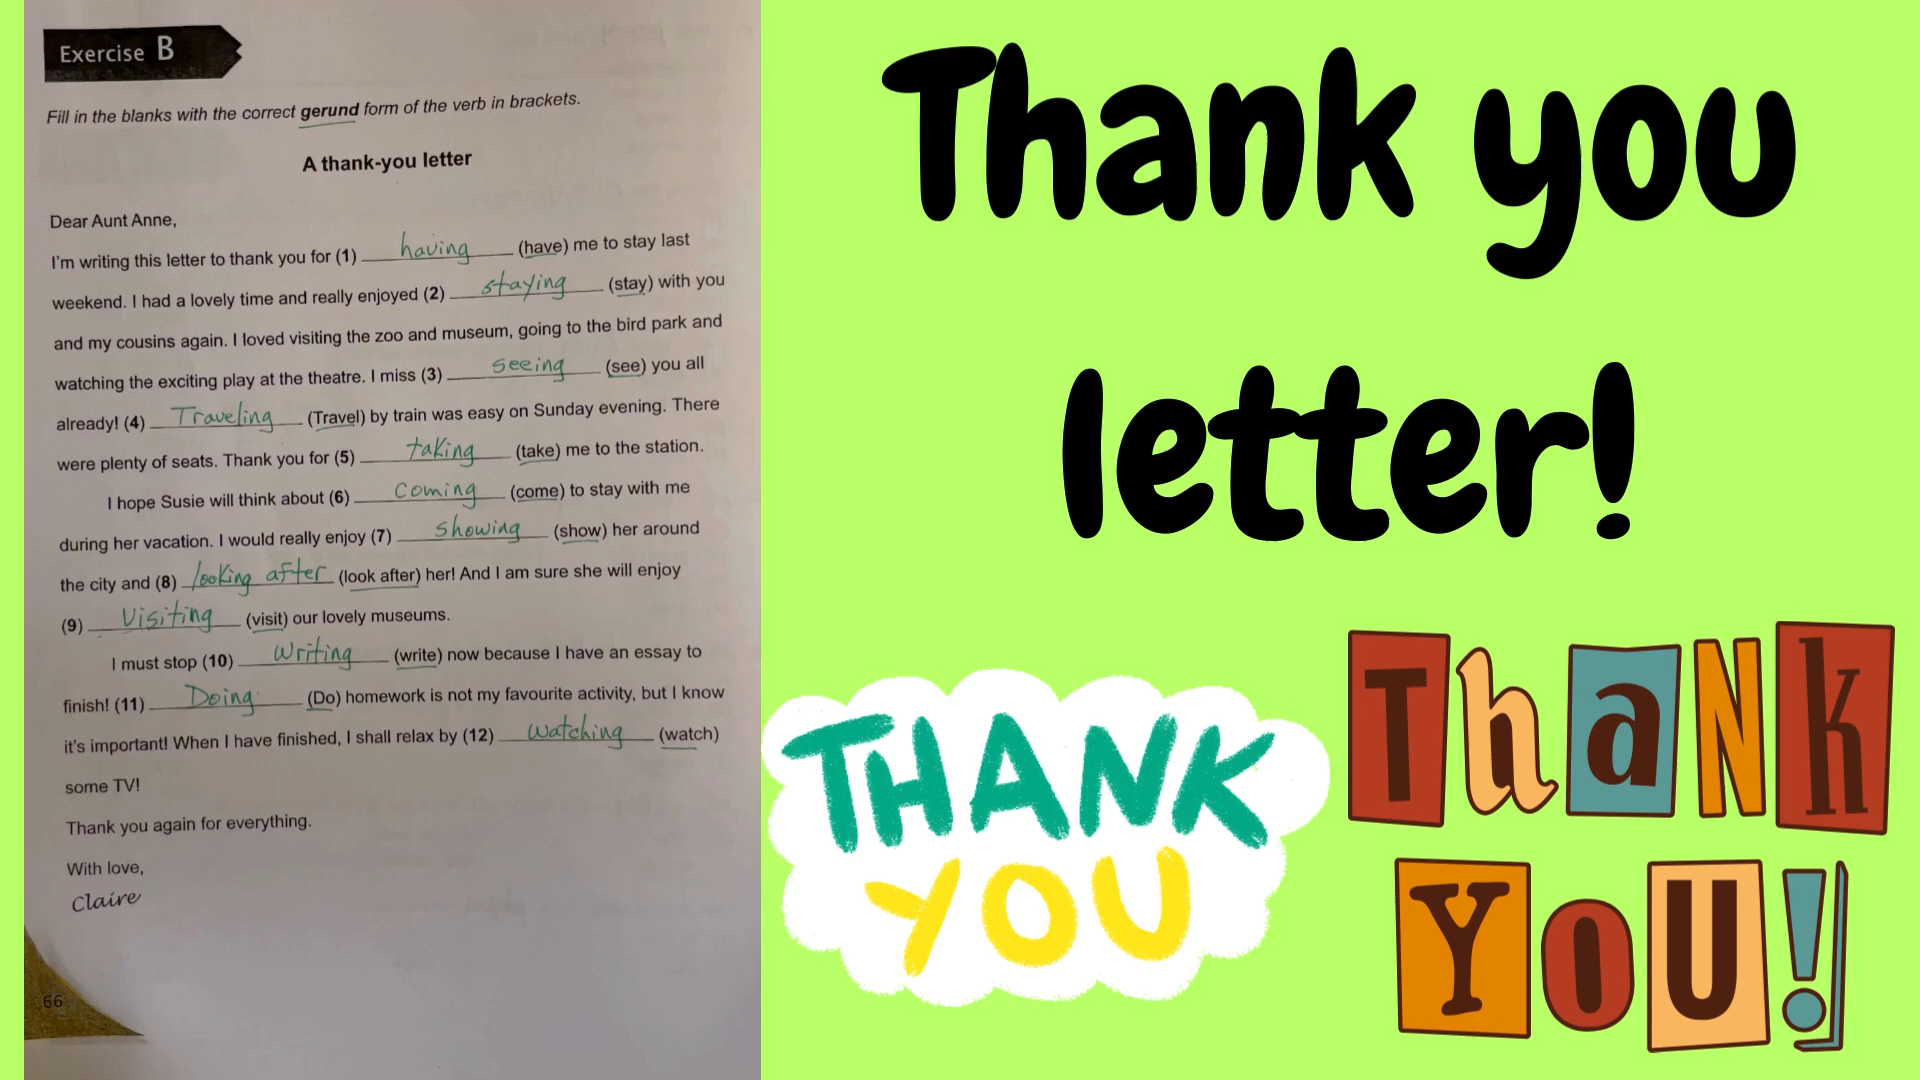 Exercise B
Fill in the blanks with the correct gerund form of the verb in brackets.
A thank-you letter
Dear Aunt Anne,
I'm writing this letter to thank you for (1) having (have) me to stay last
weekend. I had a lovely time and really enjoyed (2) staying (stay) with you
and my cousins again. I loved visiting the zoo and museum, going to the bird park and
watching the exciting play at the theatre. I miss (3) seeing (see) you all
already! (4) Traveling (Travel) by train was easy on Sunday evening. There
were plenty of seats. Thank you for (5) taking (take) me to the station.
I hope Susie will think about (6) coming (come) to stay with me
during her vacation. I would really enjoy (7) showing (show) her around
the city and (8) looking after (look after) her! And I am sure she will enjoy
(9) Visiting (visit) our lovely museums.
I must stop (10) writing (write) now because I have an essay to
finish! (11) Doing (Do) homework is not my favourite activity, but I know
it's important! When I have finished, I shall relax by (12) watching (watch)
some TV!
Thank you again for everything.
With love,
Claire
66
Thank you
letter!
THANK
YOU
ThaNk
YoU!